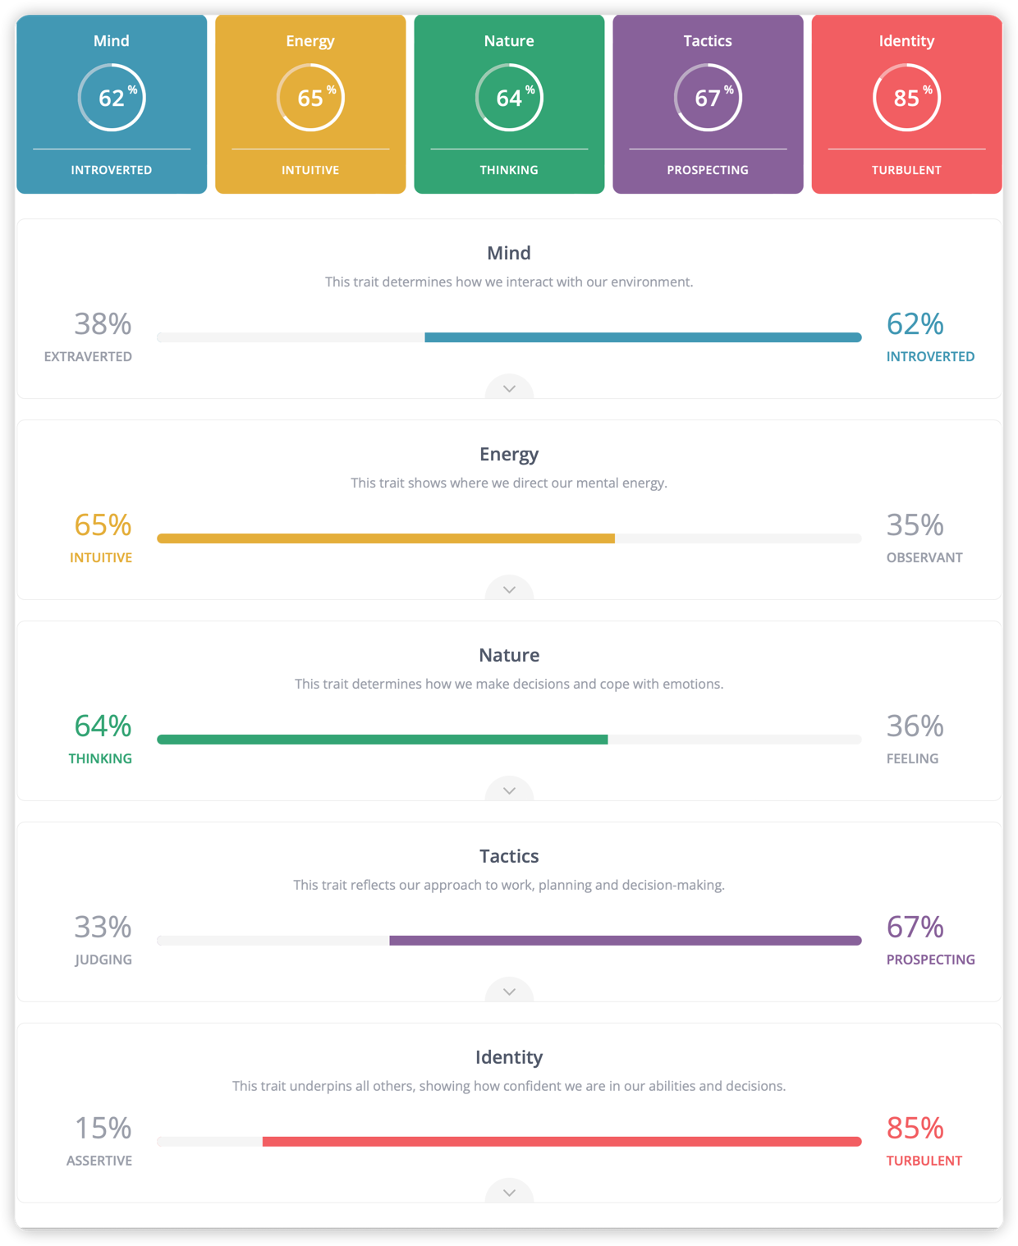 Mind
62%
INTROVERTED
Energy
65%
INTUITIVE
Nature
64%
THINKING
Tactics
67%
PROSPECTING
Identity
85%
TURBULENT
Mind
This trait determines how we interact with our environment.
38%
EXTRAVERTED
62%
INTROVERTED
Energy
This trait shows where we direct our mental energy.
65%
INTUITIVE
35%
OBSERVANT
Nature
This trait determines how we make decisions and cope with emotions.
64%
THINKING
36%
FEELING
Tactics
This trait reflects our approach to work, planning and decision-making.
33%
JUDGING
67%
PROSPECTING
Identity
This trait underpins all others, showing how confident we are in our abilities and decisions.
15%
ASSERTIVE
85%
TURBULENT